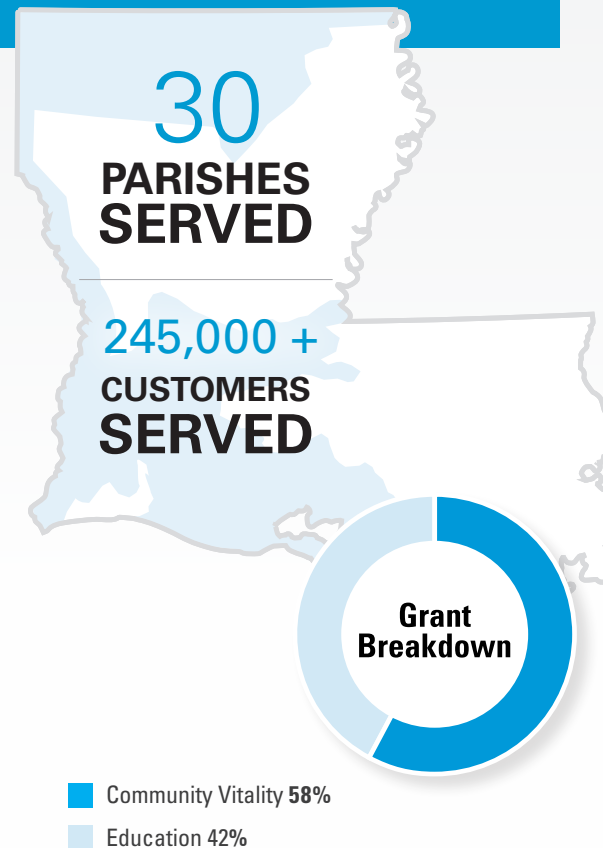 30
PARISHES
SERVED
245,000 +
CUSTOMERS
SERVED
Grant
Breakdown
Community Vitality 58%
Education 42%